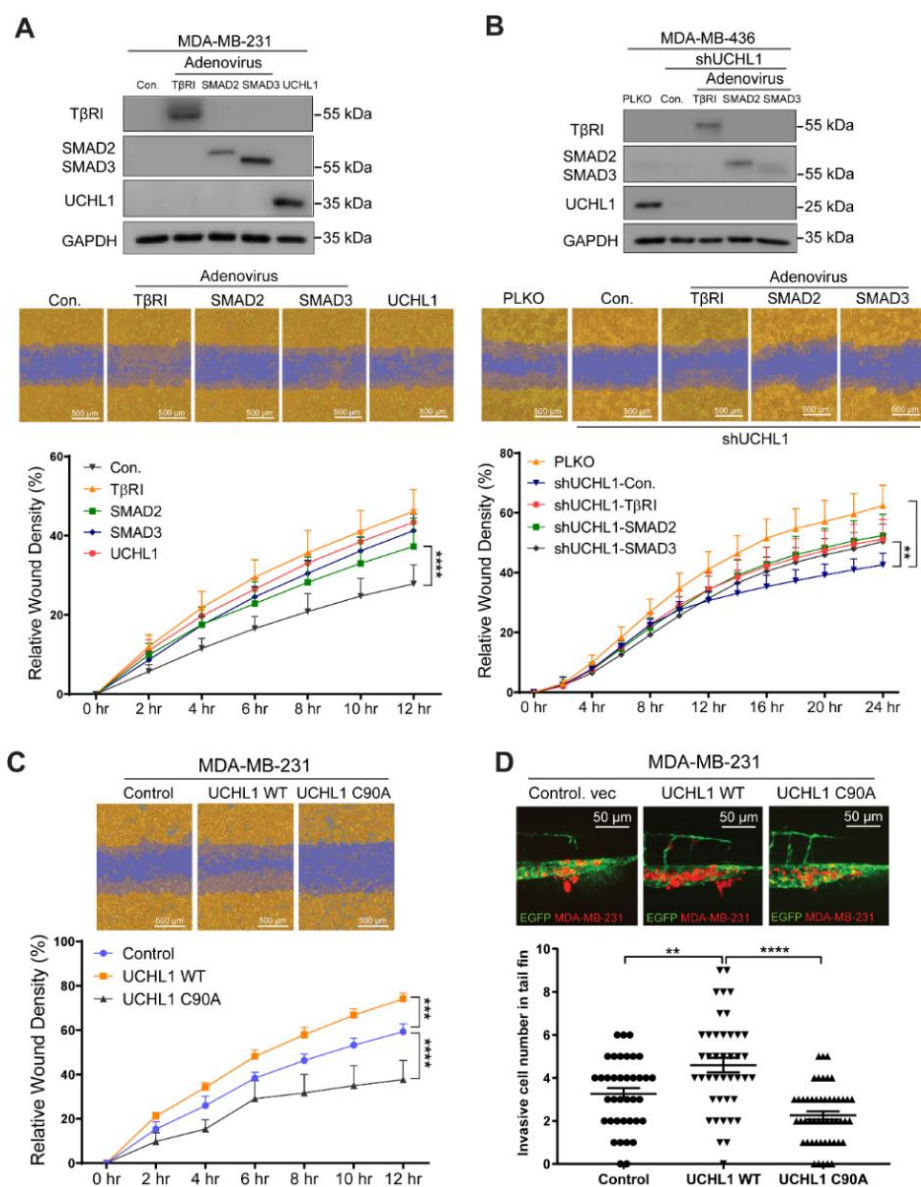 A
MDA-MB-231
Adenovirus
Con. TβRI SMAD2 SMAD3 UCHL1
TβRI
55 kDa
SMAD2
SMAD3
55 kDa
UCHL1
35 kDa
GAPDH
35 kDa
Adenovirus
Con. TβRI SMAD2 SMAD3 UCHL1
500 µm 500 µm 500 µm 500 µm 500 µm
Relative Wound Density (%)
60
40
20
0
Con.
TβRI
SMAD2
SMAD3
UCHL1
****
0 hr 2 hr 4 hr 6 hr 8 hr 10 hr 12 hr
B
MDA-MB-436
shUCHL1
Adenovirus
PLKO Con. TβRI SMAD2 SMAD3
TβRI
55 kDa
SMAD2
SMAD3
55 kDa
UCHL1
25 kDa
GAPDH
35 kDa
Adenovirus
PLKO Con. TβRI SMAD2 SMAD3
500 µm 500 µm 500 µm 500 µm 500 µm
shUCHL1
Relative Wound Density (%)
80
60
40
20
0
PLKO
shUCHL1-Con.
shUCHL1-TβRI
shUCHL1-SMAD2
shUCHL1-SMAD3
**
0 hr 4 hr 8 hr 12 hr 16 hr 20 hr 24 hr
C
MDA-MB-231
Control UCHL1 WT UCHL1 C90A
500 µm 500 µm 500 µm
Relative Wound Density (%)
100
80
60
40
20
0
Control
UCHL1 WT
UCHL1 C90A
***
****
0 hr 2 hr 4 hr 6 hr 8 hr 10 hr 12 hr
D
MDA-MB-231
Control. vec UCHL1 WT UCHL1 C90A
50 µm 50 µm 50 µm
EGFP MDA-MB-231 EGFP MDA-MB-231 EGFP MDA-MB-231
Invasive cell number in tail fin
10
8
6
4
2
0
** ****
Control UCHL1 WT UCHL1 C90A